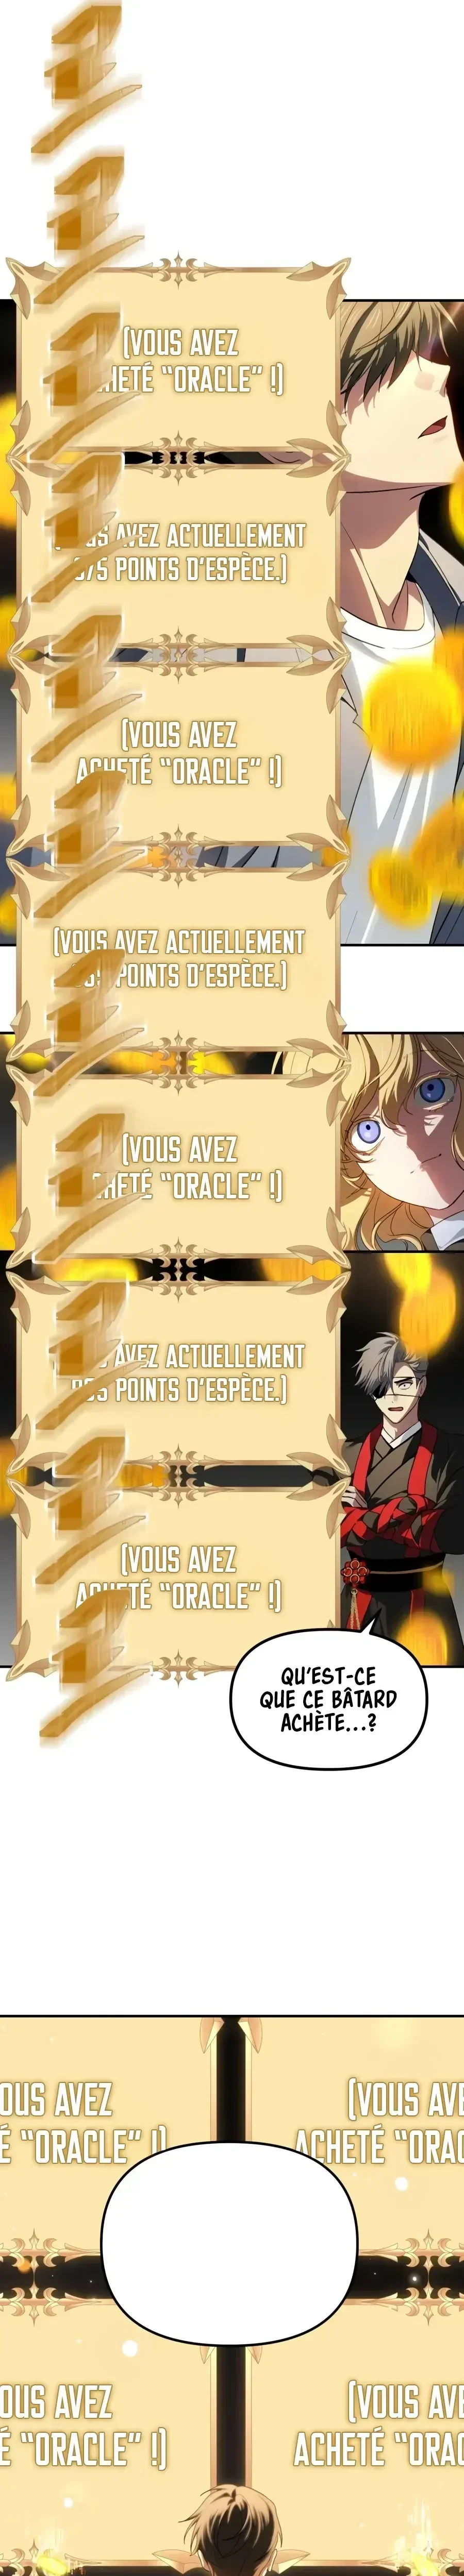 (VOUS AVEZ
ACHETÉ "ORACLE" !)
AVEZ ACTUELLEMENT
POINTS D'ESPÈCE.)
(VOUS AVEZ
ACHETÉ "ORACLE" !)
(VOUS AVEZ ACTUELLEMENT
POINTS D'ESPÈCE.)
(VOUS AVEZ
ACHETÉ "ORACLE" !)
AVEZ ACTUELLEMENT
POINTS D'ESPÈCE.)
(VOUS AVEZ
ACHETÉ "ORACLE" !)
QU'EST-CE
QUE CE BÂTARD
ACHÈTE...?
OUS AVEZ
É "ORACLE" !)
(VOUS AVE
ACHETÉ "ORAC
OUS AVEZ
É "ORACLE" !)
(VOUS AVE
ACHETÉ "ORAC